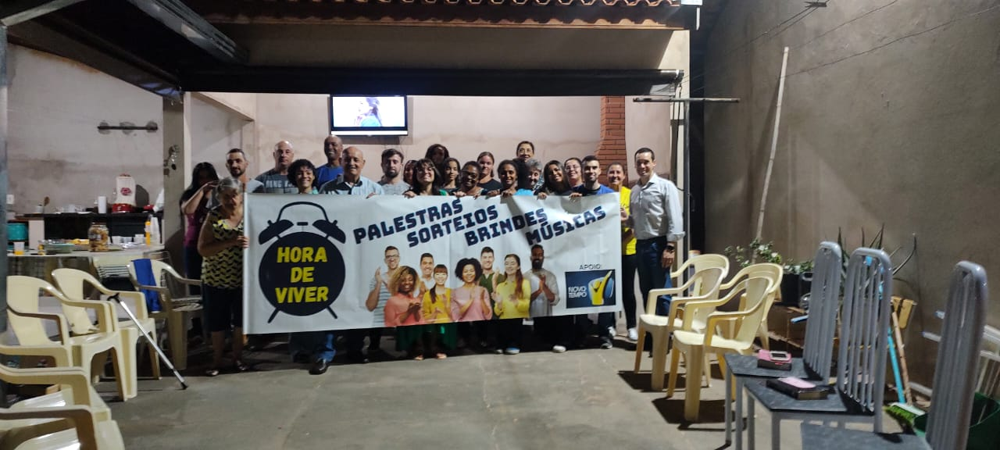 HORA
DE
VIVER
PALESTRAS
SORTEIOS
BRINDES
MÚSICAS
APOIO:
NOVO
TEMPO